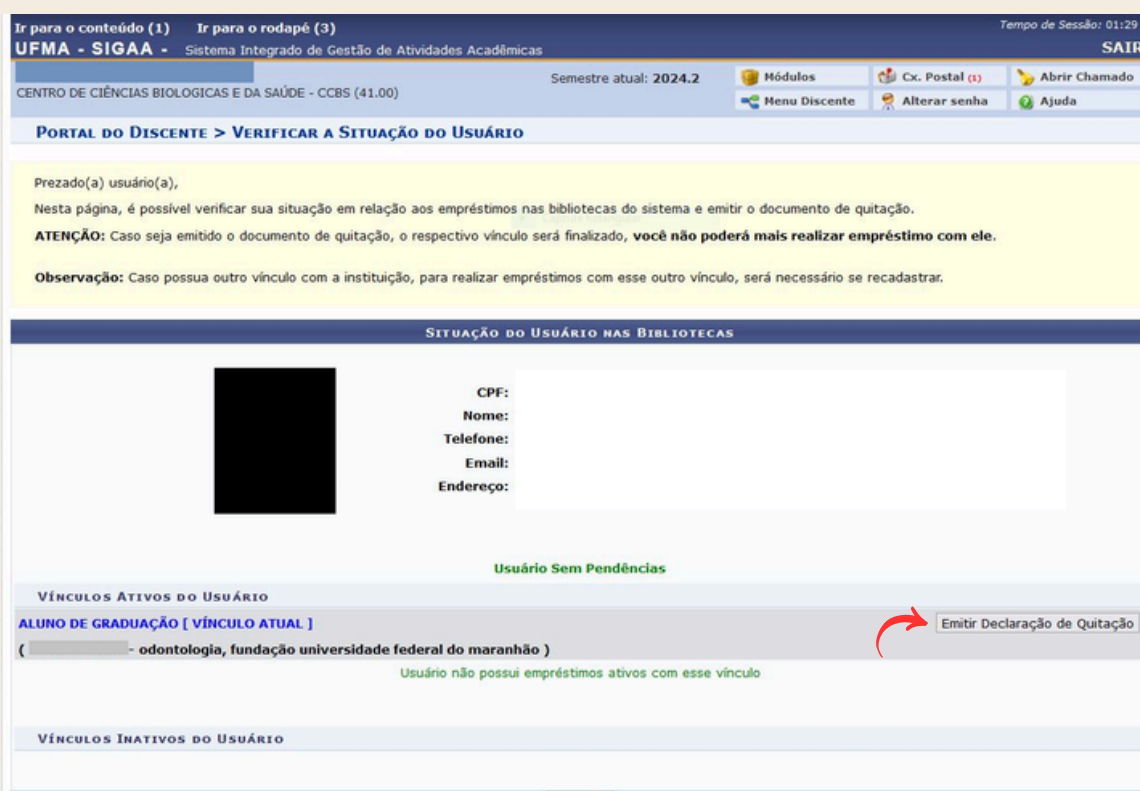 Ir para o conteúdo (1) Ir para o rodapé (3) Tempo de Sessão: 01:29
UFMA - SIGAA - Sistema Integrado de Gestão de Atividades Acadêmicas SAIR
Semestre atual: 2024.2 Módulos Cx. Postal (1) Abrir Chamado
CENTRO DE CIÊNCIAS BIOLOGICAS E DA SAÚDE - CCBS (41.00) Menu Discente Alterar senha Ajuda
PORTAL DO DISCENTE > VERIFICAR A SITUAÇÃO DO USUÁRIO
Prezado(a) usuário(a),
Nesta página, é possível verificar sua situação em relação aos empréstimos nas bibliotecas do sistema e emitir o documento de quitação.
ATENÇÃO: Caso seja emitido o documento de quitação, o respectivo vínculo será finalizado, você não poderá mais realizar empréstimo com ele.
Observação: Caso possua outro vínculo com a instituição, para realizar empréstimos com esse outro vínculo, será necessário se recadastrar.
SITUAÇÃO DO USUÁRIO NAS BIBLIOTECAS
CPF:
Nome:
Telefone:
Email:
Endereço:
Usuário Sem Pendências
VÍNCULOS ATIVOS DO USUÁRIO
ALUNO DE GRADUAÇÃO [ VÍNCULO ATUAL ] Emitir Declaração de Quitação
( - odontologia, fundação universidade federal do maranhão )
Usuário não possui empréstimos ativos com esse vínculo
VÍNCULOS INATIVOS DO USUÁRIO